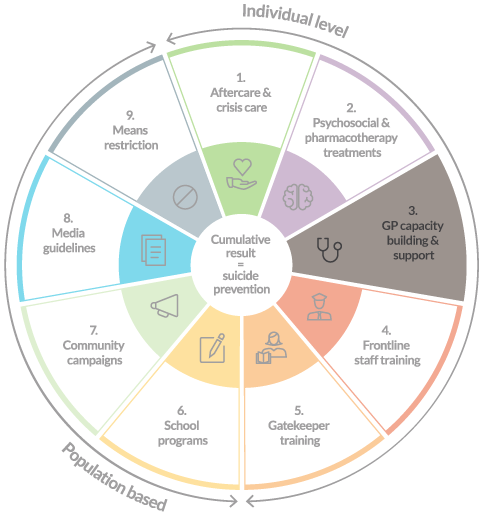 Individual level
1.
Aftercare &
crisis care
2.
Psychosocial &
pharmacotherapy
treatments
3.
GP capacity
building &
support
4.
Frontline
staff training
5.
Gatekeeper
training
6.
School
programs
7.
Community
campaigns
8.
Media
guidelines
9.
Means
restriction
Cumulative
result
=
suicide
prevention
Population based